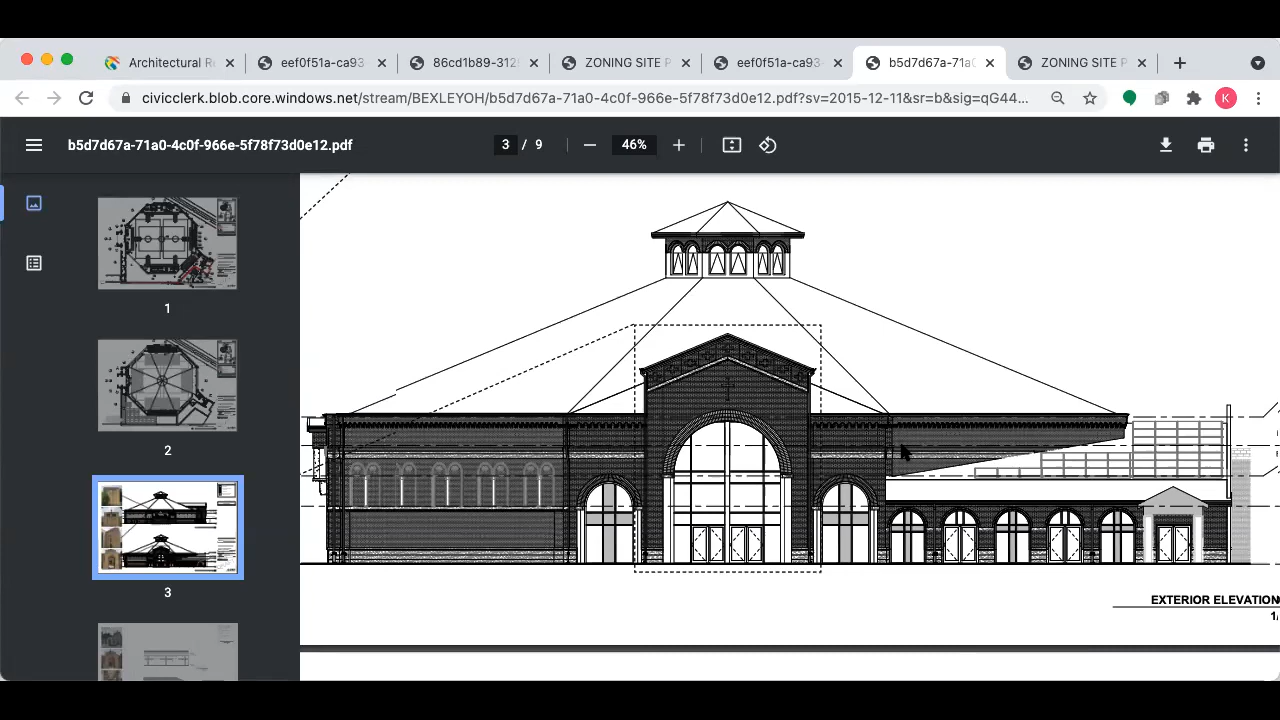 Architectural R
eef0f51a-ca93
86cd1b89-312
ZONING SITE P
eef0f51a-ca93
b5d7d67a-71a0
ZONING SITE P
civicclerk.blob.core.windows.net/stream/BEXLEYOH/b5d7d67a-71a0-4c0f-966e-5f78f73d0e12.pdf?sv=2015-12-11&sr=b&sig=qG44...
K
b5d7d67a-71a0-4c0f-966e-5f78f73d0e12.pdf
3 / 9
46%
1
2
3
EXTERIOR ELEVATION